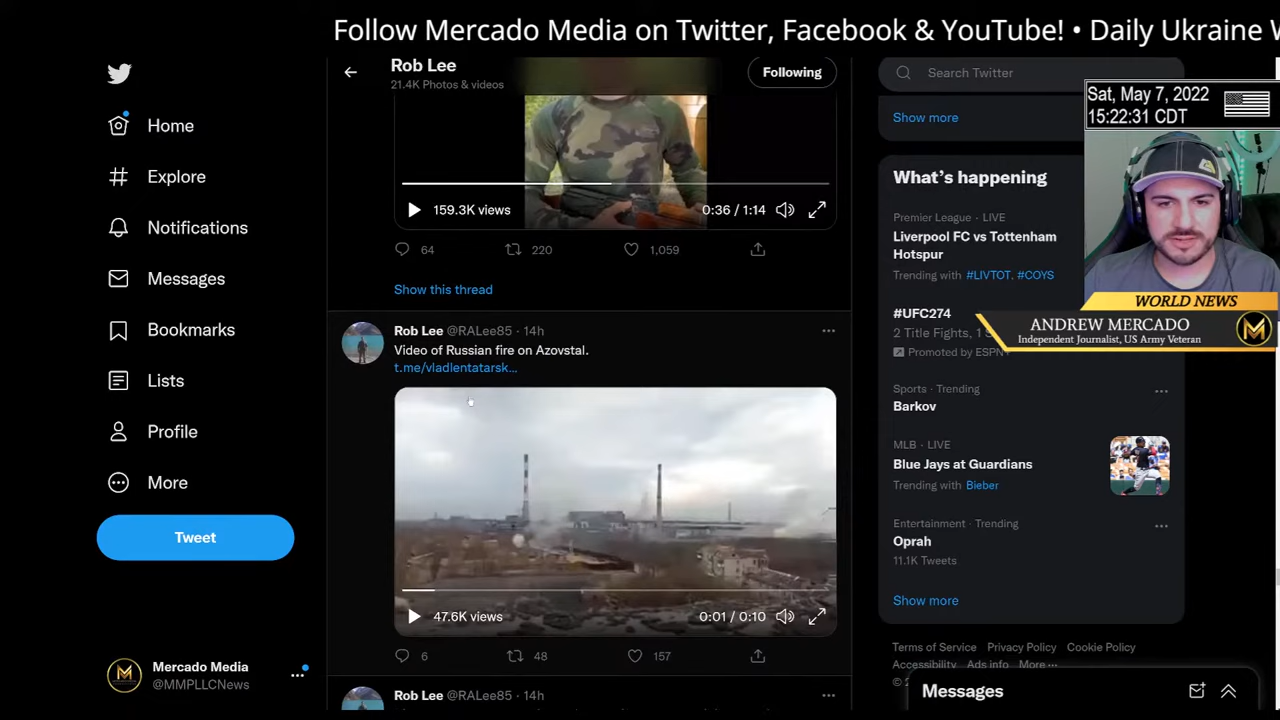 Follow Mercado Media on Twitter, Facebook & YouTube! • Daily Ukraine
Home
Explore
Notifications
Messages
Bookmarks
Lists
Profile
More
Tweet
Mercado Media
@MMPLLCNews
Rob Lee
21.4K Photos & videos
Following
159.3K views
0:36 / 1:14
64
220
1,059
Show this thread
Rob Lee @RALee85 · 14h
Video of Russian fire on Azovstal.
t.me/vladlentatarsk…
47.6K views
0:01 / 0:10
6
48
157
Rob Lee @RALee85 · 14h
Search Twitter
Show more
Sat, May 7, 2022
15:22:31 CDT
WORLD NEWS
ANDREW MERCADO
Independent Journalist, US Army Veteran
What's happening
Premier League · LIVE
Liverpool FC vs Tottenham
Hotspur
Trending with #LIVTOT, #COYS
#UFC274
2 Title Fights, 1
Promoted by ESPN+
Sports · Trending
Barkov
MLB · LIVE
Blue Jays at Guardians
Trending with Bieber
Entertainment · Trending
Oprah
11.1K Tweets
Show more
Terms of Service Privacy Policy Cookie Policy
Accessibility Ads info More ···
Messages